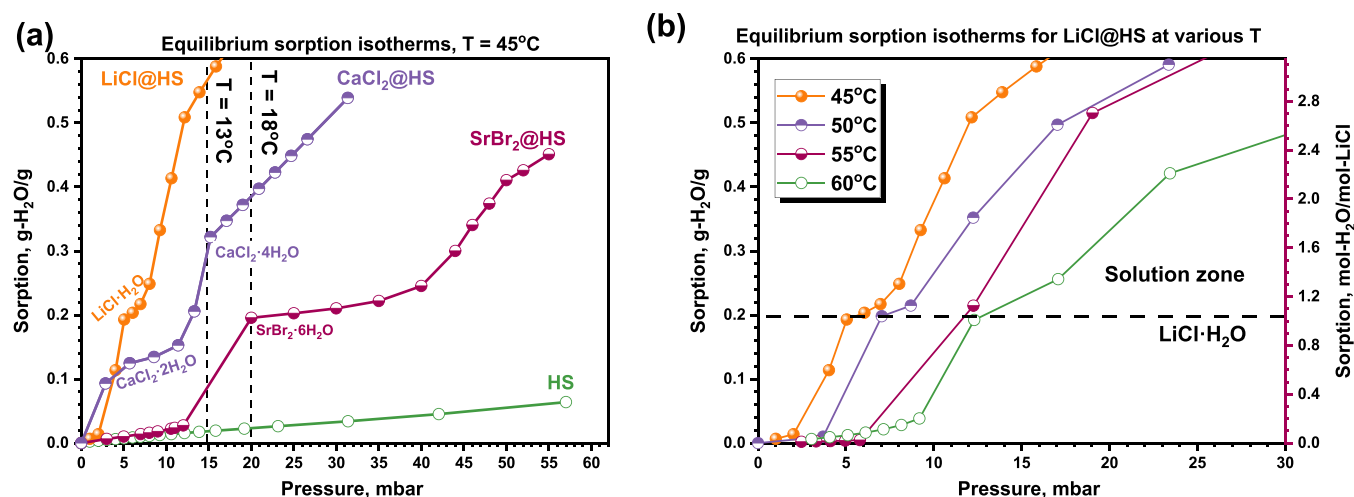 (a)
Equilibrium sorption isotherms, T = 45°C
Sorption, g-H₂O/g
0.6
0.5
0.4
0.3
0.2
0.1
0.0
LiCl@HS
T = 13°C
T = 18°C
CaCl₂@HS
SrBr₂@HS
LiCl·H₂O
CaCl₂·4H₂O
CaCl₂·2H₂O
SrBr₂·6H₂O
HS
0 5 10 15 20 25 30 35 40 45 50 55 60
Pressure, mbar
(b)
Equilibrium sorption isotherms for LiCl@HS at various T
Sorption, g-H₂O/g
0.6
0.5
0.4
0.3
0.2
0.1
0.0
45°C
50°C
55°C
60°C
Solution zone
LiCl·H₂O
2.8
2.4
2.0
1.6
1.2
0.8
0.4
0.0
Sorption, mol-H₂O/mol-LiCl
0 5 10 15 20 25 30
Pressure, mbar